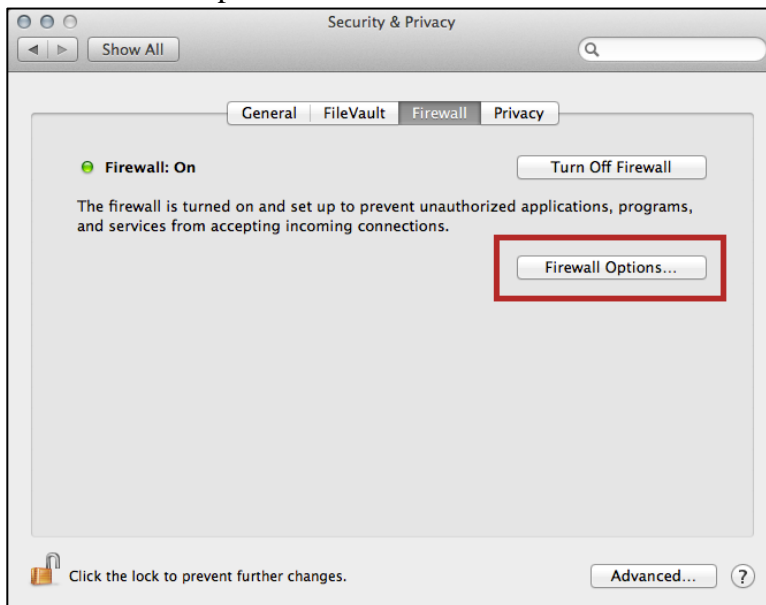 Security & Privacy
Show All
General FileVault Firewall Privacy
Firewall: On
Turn Off Firewall
The firewall is turned on and set up to prevent unauthorized applications, programs,
and services from accepting incoming connections.
Firewall Options...
Click the lock to prevent further changes.
Advanced... ?